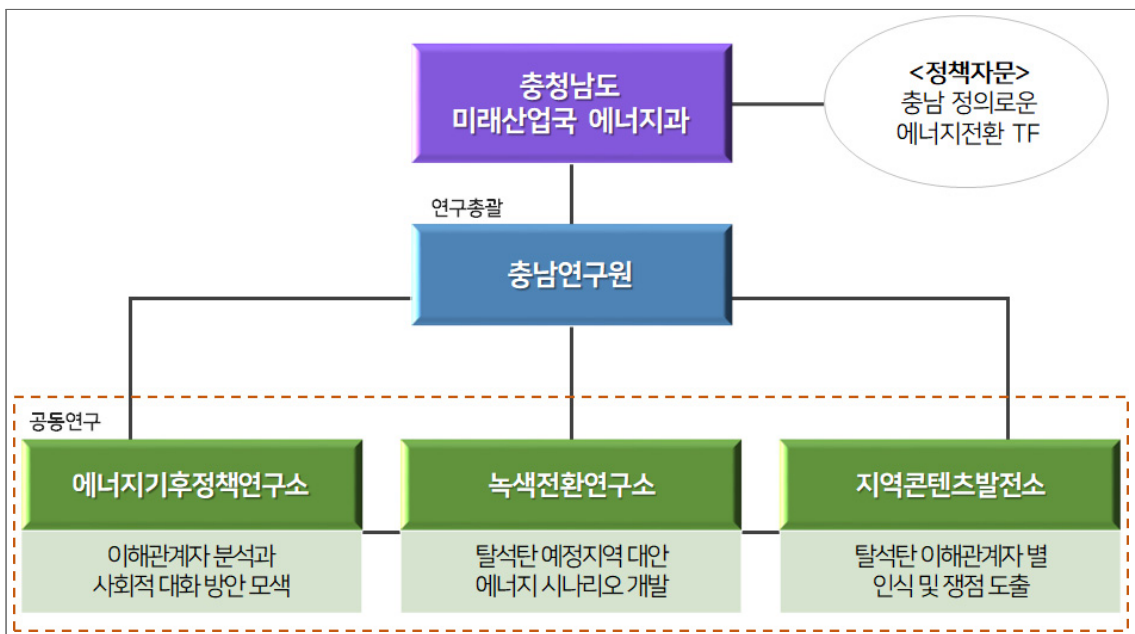 충청남도
미래산업국 에너지과
<정책자문>
충남 정의로운
에너지전환 TF
연구총괄
충남연구원
공동연구
에너지기후정책연구소
이해관계자 분석과
사회적 대화 방안 모색
녹색전환연구소
탈석탄 예정지역 대안
에너지 시나리오 개발
지역콘텐츠발전소
탈석탄 이해관계자 별
인식 및 쟁점 도출